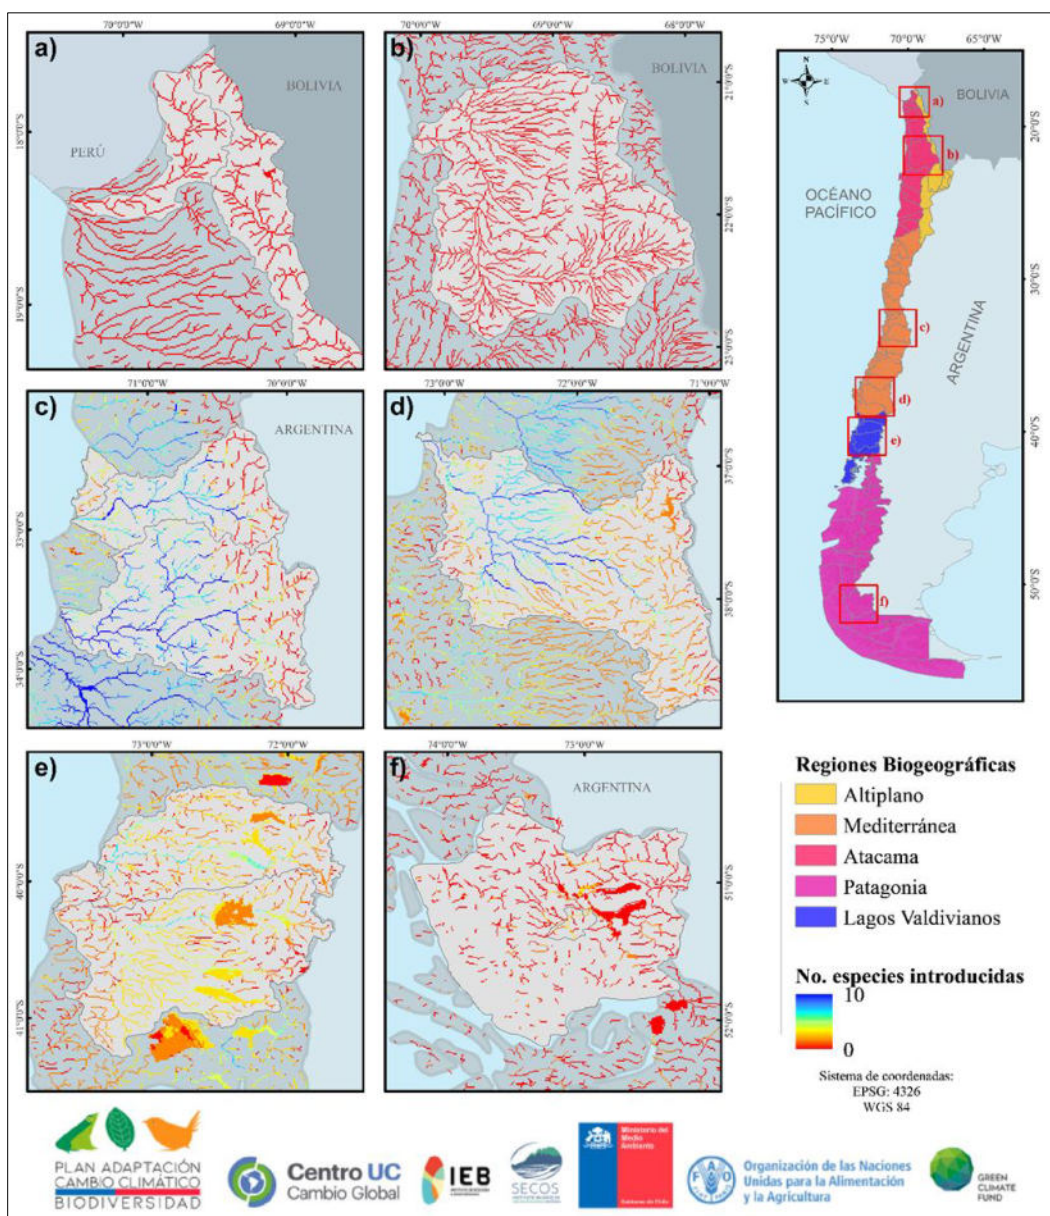 a)
70°0'0"W
69°0'0"W
BOLIVIA
PERÚ
18°0'0"S
19°0'0"S
b)
70°0'0"W
69°0'0"W
68°0'0"W
BOLIVIA
21°0'0"S
22°0'0"S
23°0'0"S
75°0'W
70°0'W
65°0'W
N
W
E
S
BOLIVIA
a)
b)
OCÉANO
PACÍFICO
ARGENTINA
c)
d)
e)
f)
20°0'S
30°0'S
40°0'S
50°0'S
c)
71°0'0"W
70°0'0"W
ARGENTINA
33°0'0"S
34°0'0"S
d)
73°0'0"W
72°0'0"W
71°0'0"W
37°0'0"S
38°0'0"S
e)
73°0'0"W
72°0'0"W
40°0'0"S
41°0'0"S
f)
74°0'0"W
73°0'0"W
ARGENTINA
51°0'0"S
52°0'0"S
Regiones Biogeográficas
Altiplano
Mediterránea
Atacama
Patagonia
Lagos Valdivianos
No. especies introducidas
10
0
Sistema de coordenadas:
EPSG: 4326
WGS 84
PLAN ADAPTACIÓN
CAMBIO CLIMÁTICO
BIODIVERSIDAD
Centro UC
Cambio Global
IEB
SECOS
Ministerio del
Medio
Ambiente
Gobierno de Chile
FAO
Organización de las Naciones
Unidas para la Alimentación
y la Agricultura
GREEN
CLIMATE
FUND